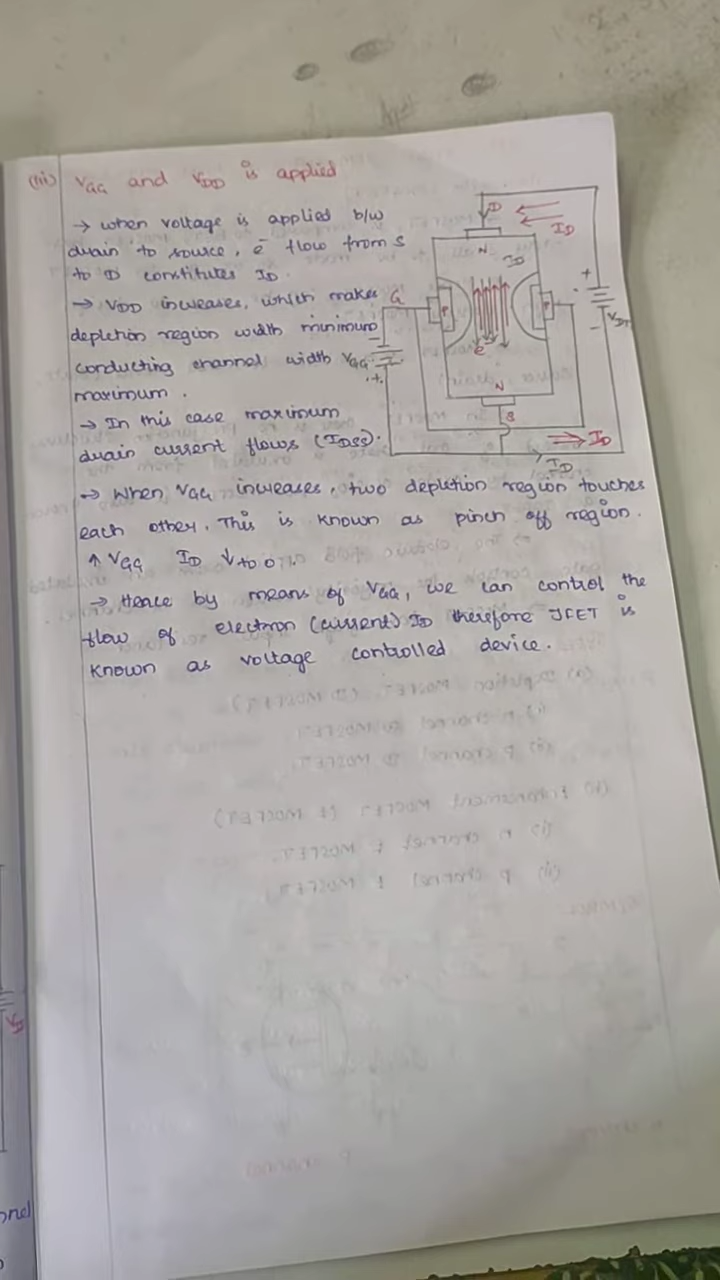 (iii) VGG and VDD is applied
→ when voltage is applied b/w
drain to source, e⁻ flow from S
to D constitutes ID.
→ VDD increases, which makes
depletion region width minimum
conducting channel width
maximum.
→ In this case maximum
drain current flows (IDSS).
→ When VGG increases, two depletion region touches
each other. This is known as pinch off region.
↑ VGG ID ↓ to 0
→ Hence by means of VGG, we can control the
flow of electron (current) ID therefore JFET is
known as voltage controlled device.
D
ID
N
ID
G
P
P
+
-
e⁻
VGG
+
N
S
ID
ID